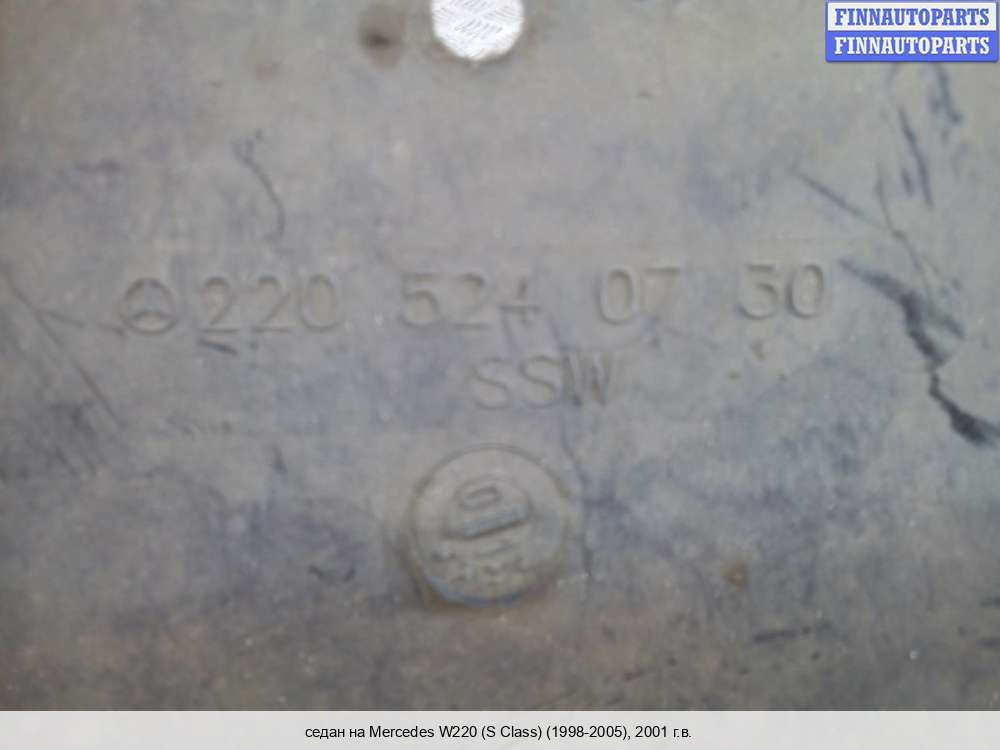 FINNAUTOPARTS
FINNAUTOPARTS
220 524 07 30
SSW
седан на Mercedes W220 (S Class) (1998-2005), 2001 г.в.